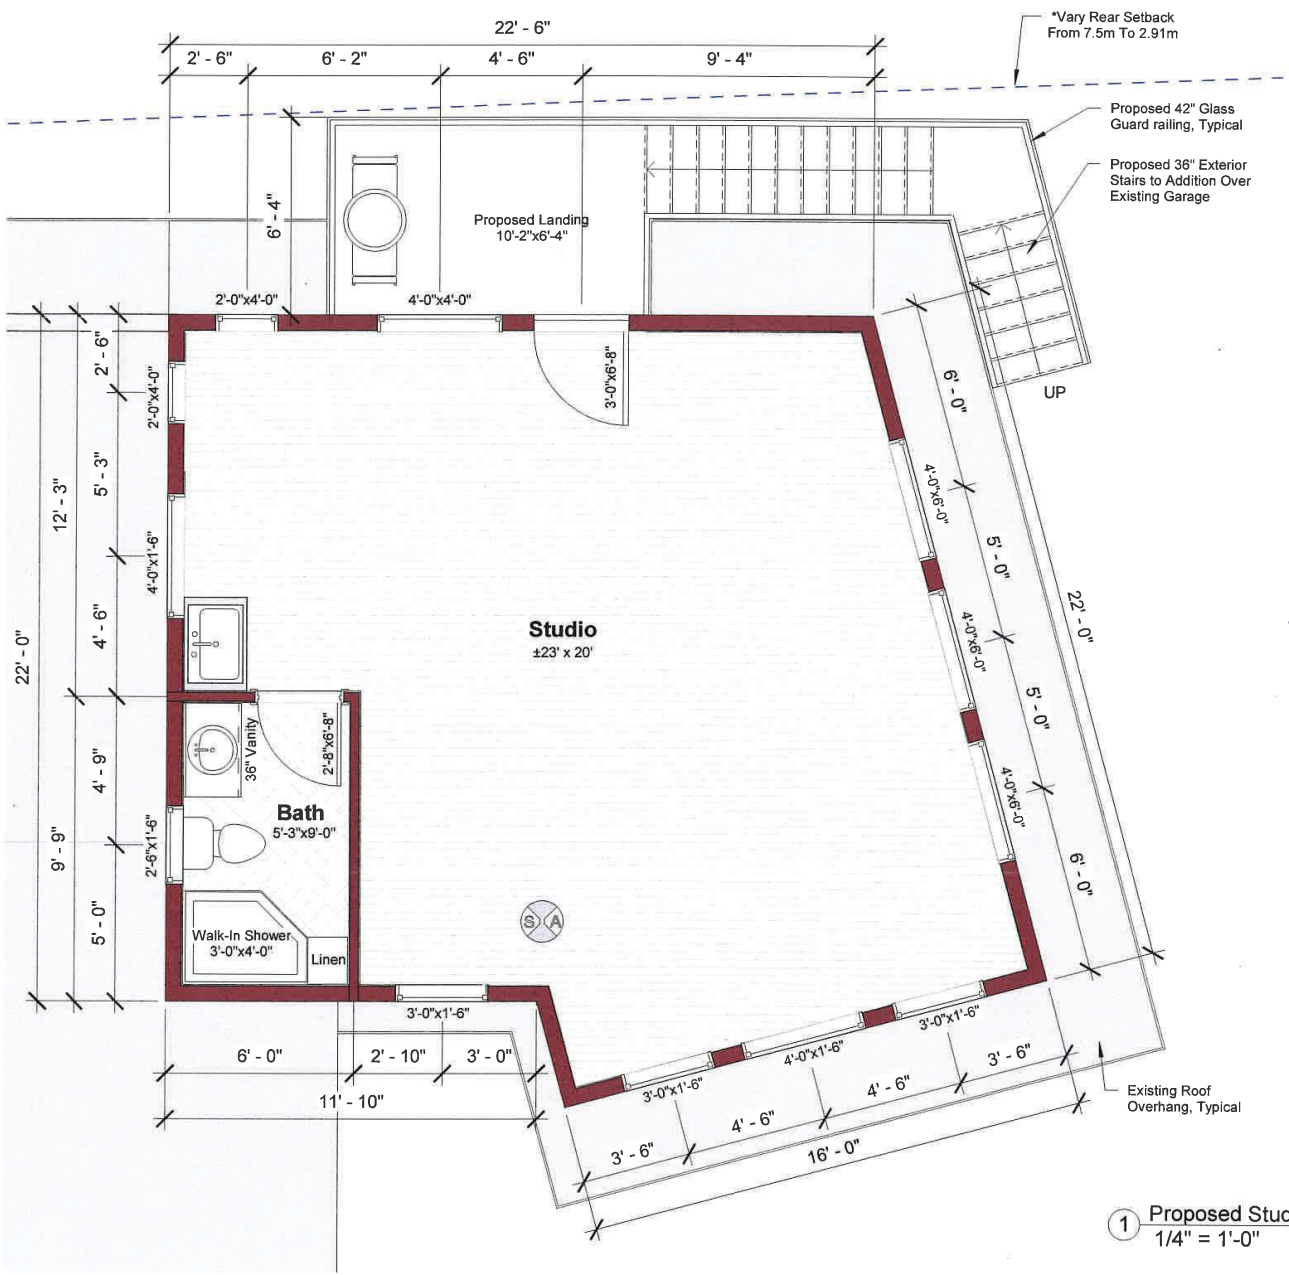 *Vary Rear Setback
From 7.5m To 2.91m
22' - 6"
2' - 6"
6' - 2"
4' - 6"
9' - 4"
Proposed 42" Glass
Guard railing, Typical
Proposed 36" Exterior
Stairs to Addition Over
Existing Garage
6' - 4"
Proposed Landing
10'-2"x6'-4"
2'-0"x4'-0"
4'-0"x4'-0"
3'-0"x6'-8"
UP
2' - 6"
2'-0"x4'-0"
5' - 3"
12' - 3"
4'-0"x1'-6"
4' - 6"
22' - 0"
6' - 0"
4'-0"x6'-0"
5' - 0"
4'-0"x6'-0"
22' - 0"
5' - 0"
4'-0"x6'-0"
6' - 0"
Studio
±23' x 20'
36" Vanity
2'-8"x6'-8"
4' - 9"
Bath
5'-3"x9'-0"
9' - 9"
2'-6"x1'-6"
5' - 0"
Walk-In Shower
3'-0"x4'-0"
Linen
S A
3'-0"x1'-6"
6' - 0"
2' - 10"
3' - 0"
11' - 10"
3'-0"x1'-6"
4'-0"x1'-6"
3'-0"x1'-6"
3' - 6"
4' - 6"
4' - 6"
3' - 6"
16' - 0"
Existing Roof
Overhang, Typical
1 Proposed Stud
1/4" = 1'-0"